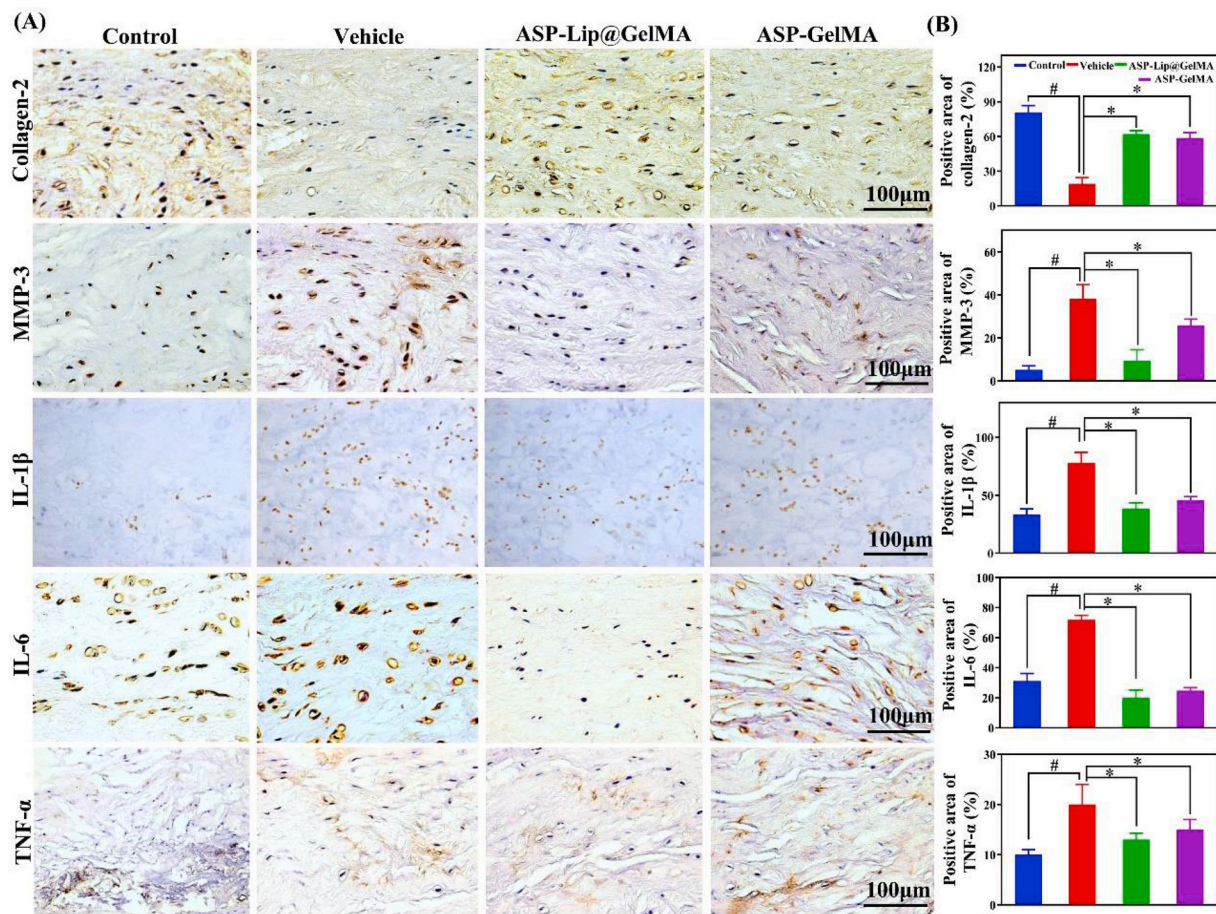 (A)
Control Vehicle ASP-Lip@GelMA ASP-GelMA
Collagen-2
100μm
MMP-3
100μm
IL-1β
100μm
IL-6
100μm
TNF-α
100μm
(B)
Control Vehicle ASP-Lip@GelMA
ASP-GelMA
Positive area of
collagen-2 (%)
120
90
60
30
0
# * *
Positive area of
MMP-3 (%)
60
40
20
0
# * *
Positive area of
IL-1β (%)
100
50
0
# * *
Positive area of
IL-6 (%)
100
80
60
40
20
0
# * *
Positive area of
TNF-α (%)
30
20
10
0
# * *